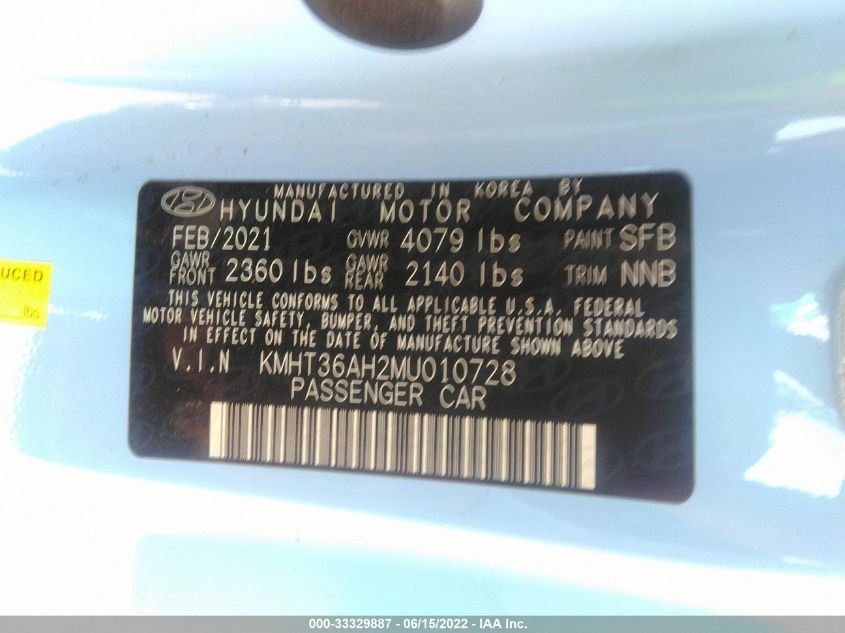 MANUFACTURED IN KOREA BY
HYUNDAI MOTOR COMPANY
FEB/2021 GVWR 4079 lbs PAINT SFB
GAWR FRONT 2360 lbs GAWR REAR 2140 lbs TRIM NNB
THIS VEHICLE CONFORMS TO ALL APPLICABLE U.S.A. FEDERAL
MOTOR VEHICLE SAFETY, BUMPER, AND THEFT PREVENTION STANDARDS
IN EFFECT ON THE DATE OF MANUFACTURE SHOWN ABOVE.
V.I.N KMHT36AH2MU010728
PASSENGER CAR
UCED
lbs
000-33329887 - 06/15/2022 - IAA Inc.